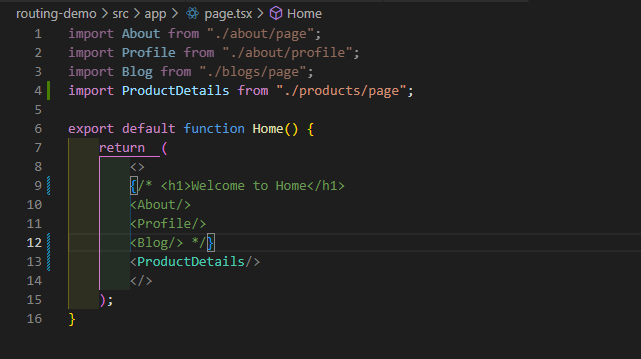 routing-demo > src > app > page.tsx > Home
1 import About from "./about/page";
2 import Profile from "./about/profile";
3 import Blog from "./blogs/page";
4 import ProductDetails from "./products/page";
5
6 export default function Home() {
7 return (
8 <>
9 {/* <h1>Welcome to Home</h1>
10 <About/>
11 <Profile/>
12 <Blog/> */}
13 <ProductDetails/>
14 </>
15 );
16 }